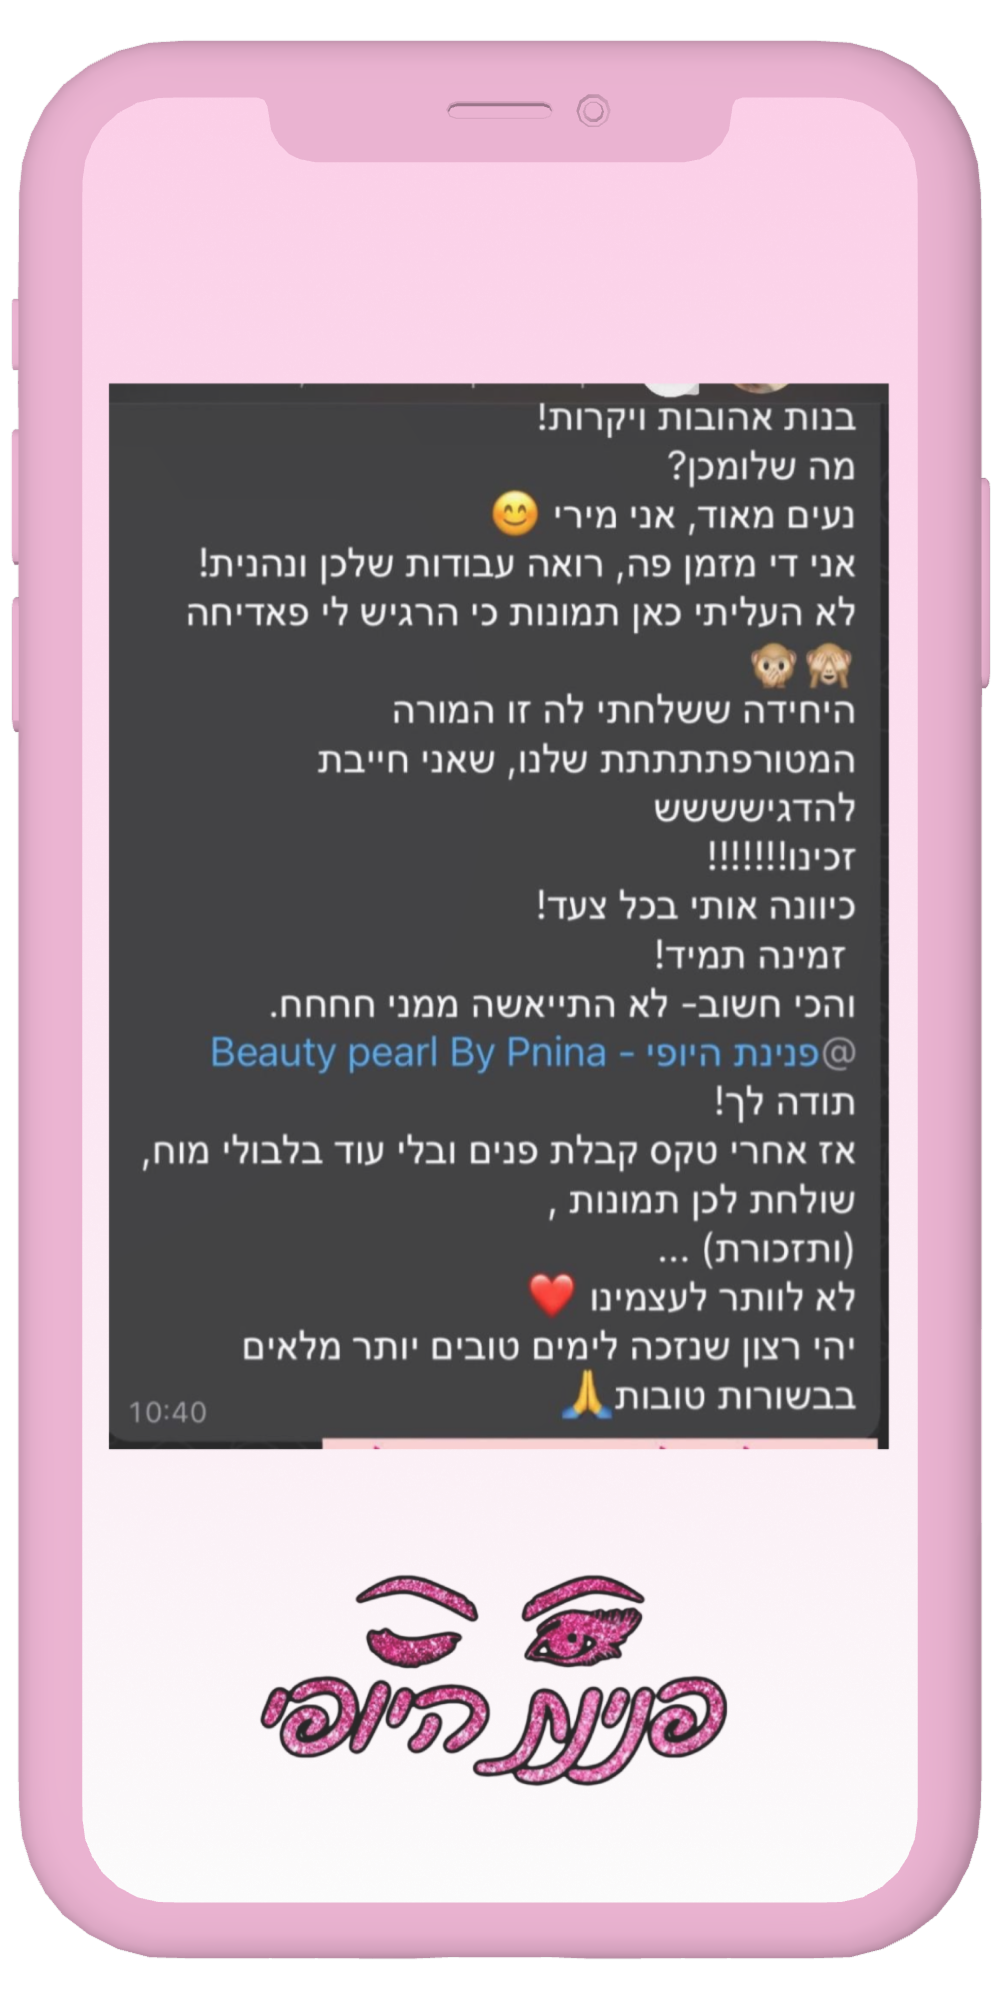 בנות אהובות ויקרות!
מה שלומכן?
נעים מאוד, אני מירי 😊
אני די מזמן פה, רואה עבודות שלכן ונהנית!
לא העליתי כאן תמונות כי הרגיש לי פאדיחה
🙈🙊
היחידה ששלחתי לה זו המורה
המטורפתתתתת שלנו, שאני חייבת
להדגיששששש
זכינו!!!!!!!
כיוונה אותי בכל צעד!
זמינה תמיד!
והכי חשוב- לא התייאשה ממני חחחח.
@פנינת היופי - Beauty pearl By Pnina
תודה לך!
אז אחרי טקס קבלת פנים ובלי עוד בלבולי מוח,
שולחת לכן תמונות ,
(ותזכורת) ...
לא לוותר לעצמינו ❤️
יהי רצון שנזכה לימים טובים יותר מלאים
בבשורות טובות🙏
10:40
פנינת היופי